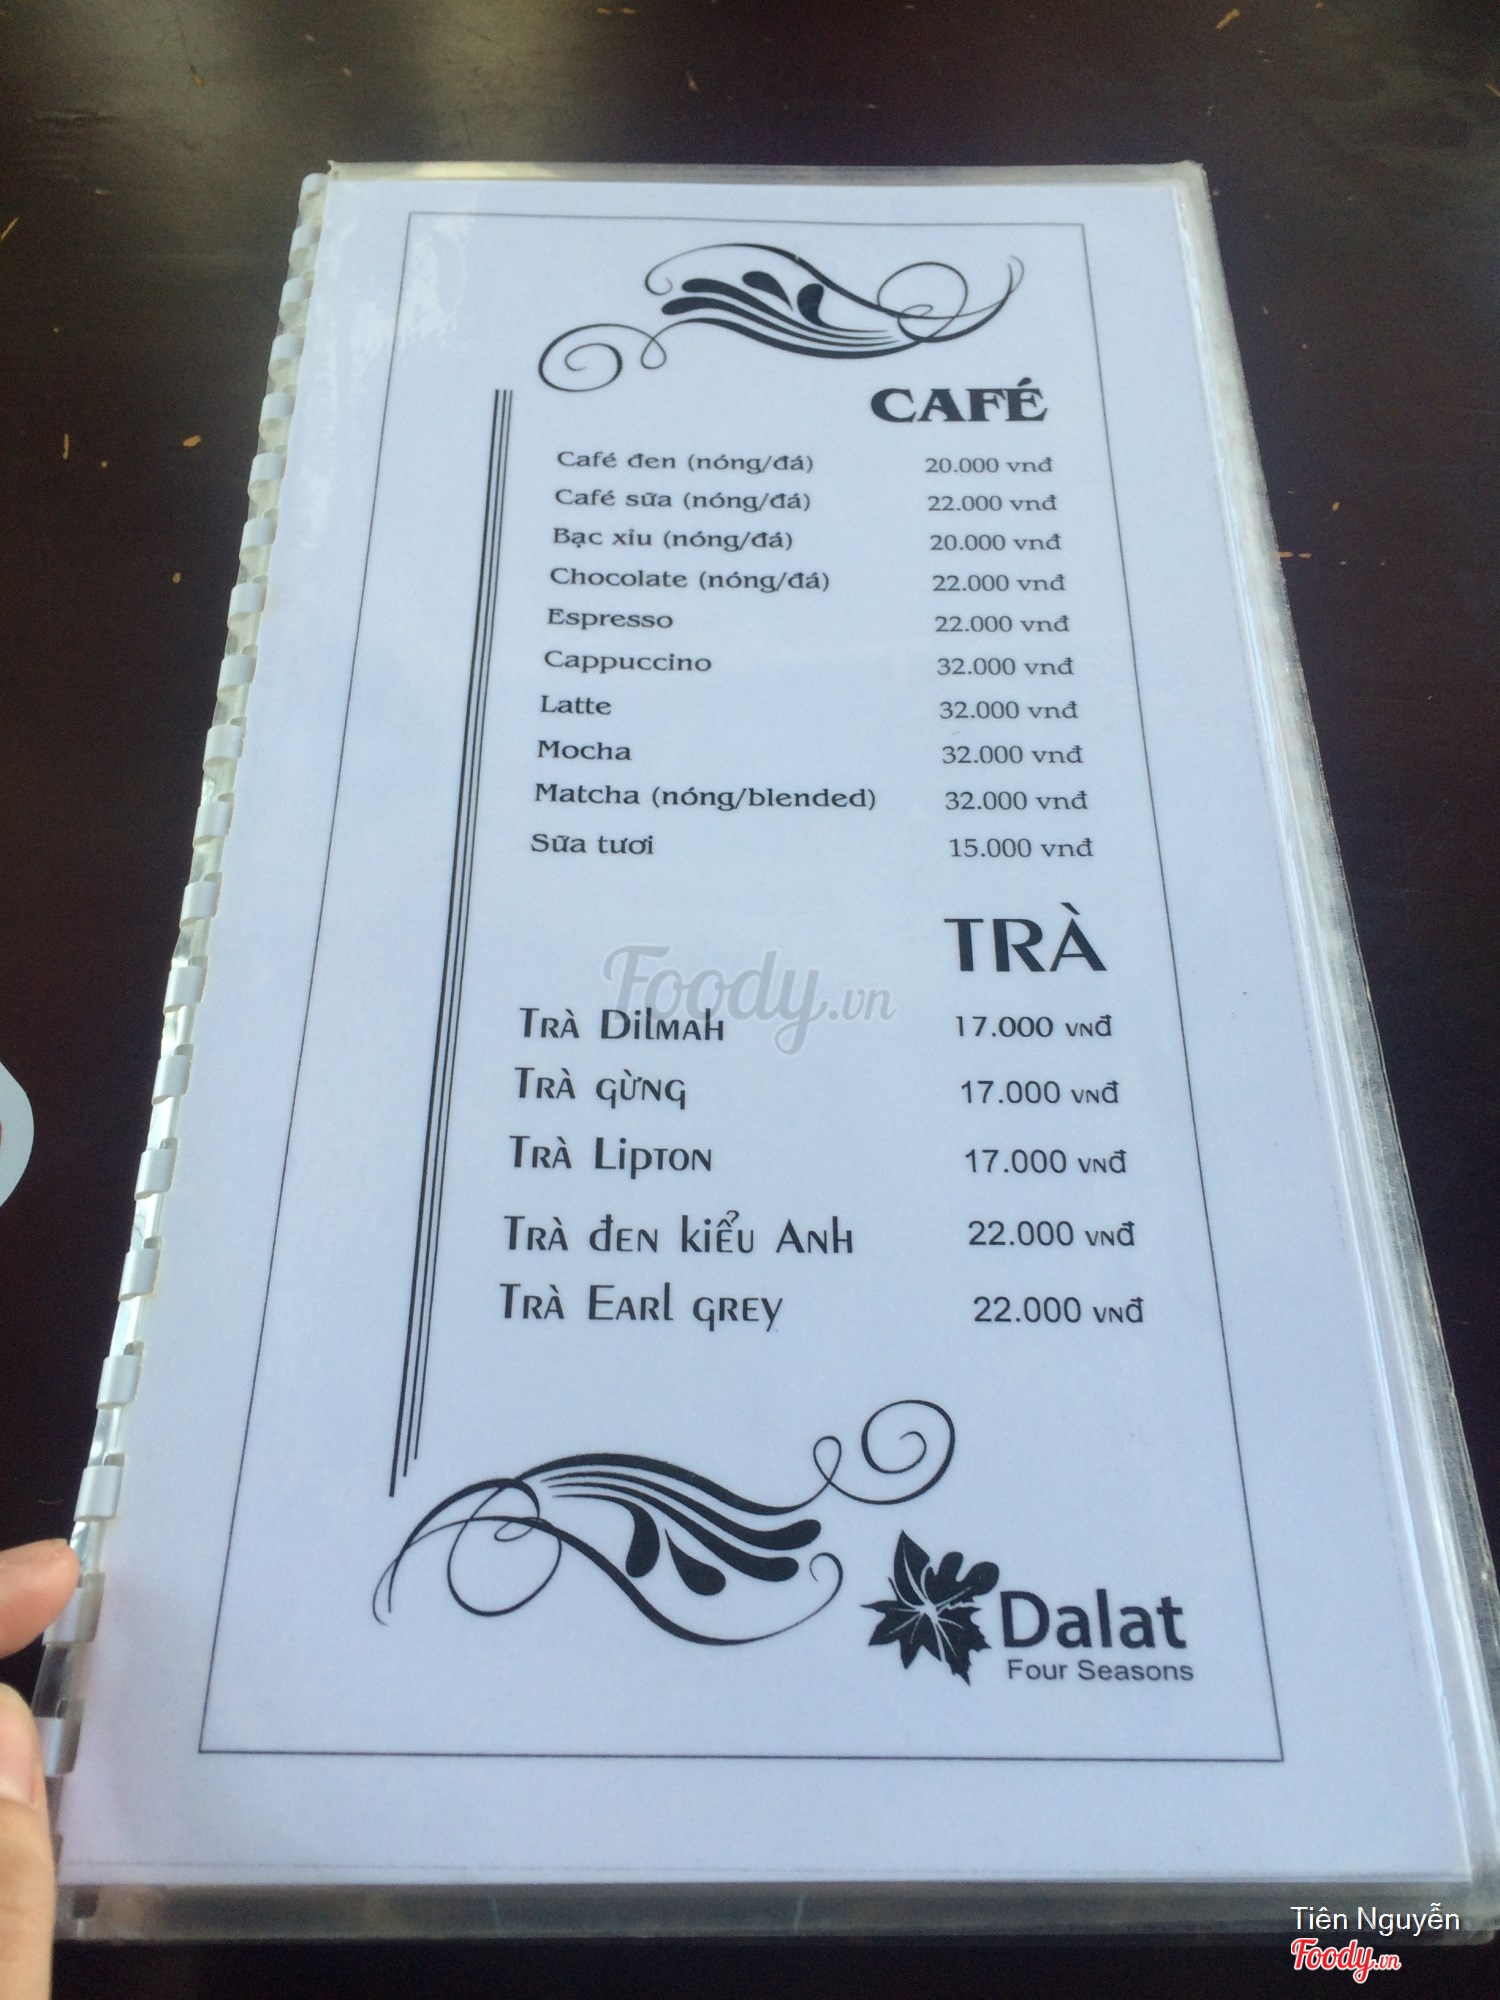 CAFÉ
Café đen (nóng/đá) 20.000 vnđ
Café sữa (nóng/đá) 22.000 vnđ
Bạc xỉu (nóng/đá) 20.000 vnđ
Chocolate (nóng/đá) 22.000 vnđ
Espresso 22.000 vnđ
Cappuccino 32.000 vnđ
Latte 32.000 vnđ
Mocha 32.000 vnđ
Matcha (nóng/blended) 32.000 vnđ
Sữa tươi 15.000 vnđ
TRÀ
Foody.vn
Trà Dilmah 17.000 vnđ
Trà gừng 17.000 vnđ
Trà Lipton 17.000 vnđ
Trà đen kiểu Anh 22.000 vnđ
Trà Earl grey 22.000 vnđ
Dalat
Four Seasons
Tiên Nguyễn
Foody.vn